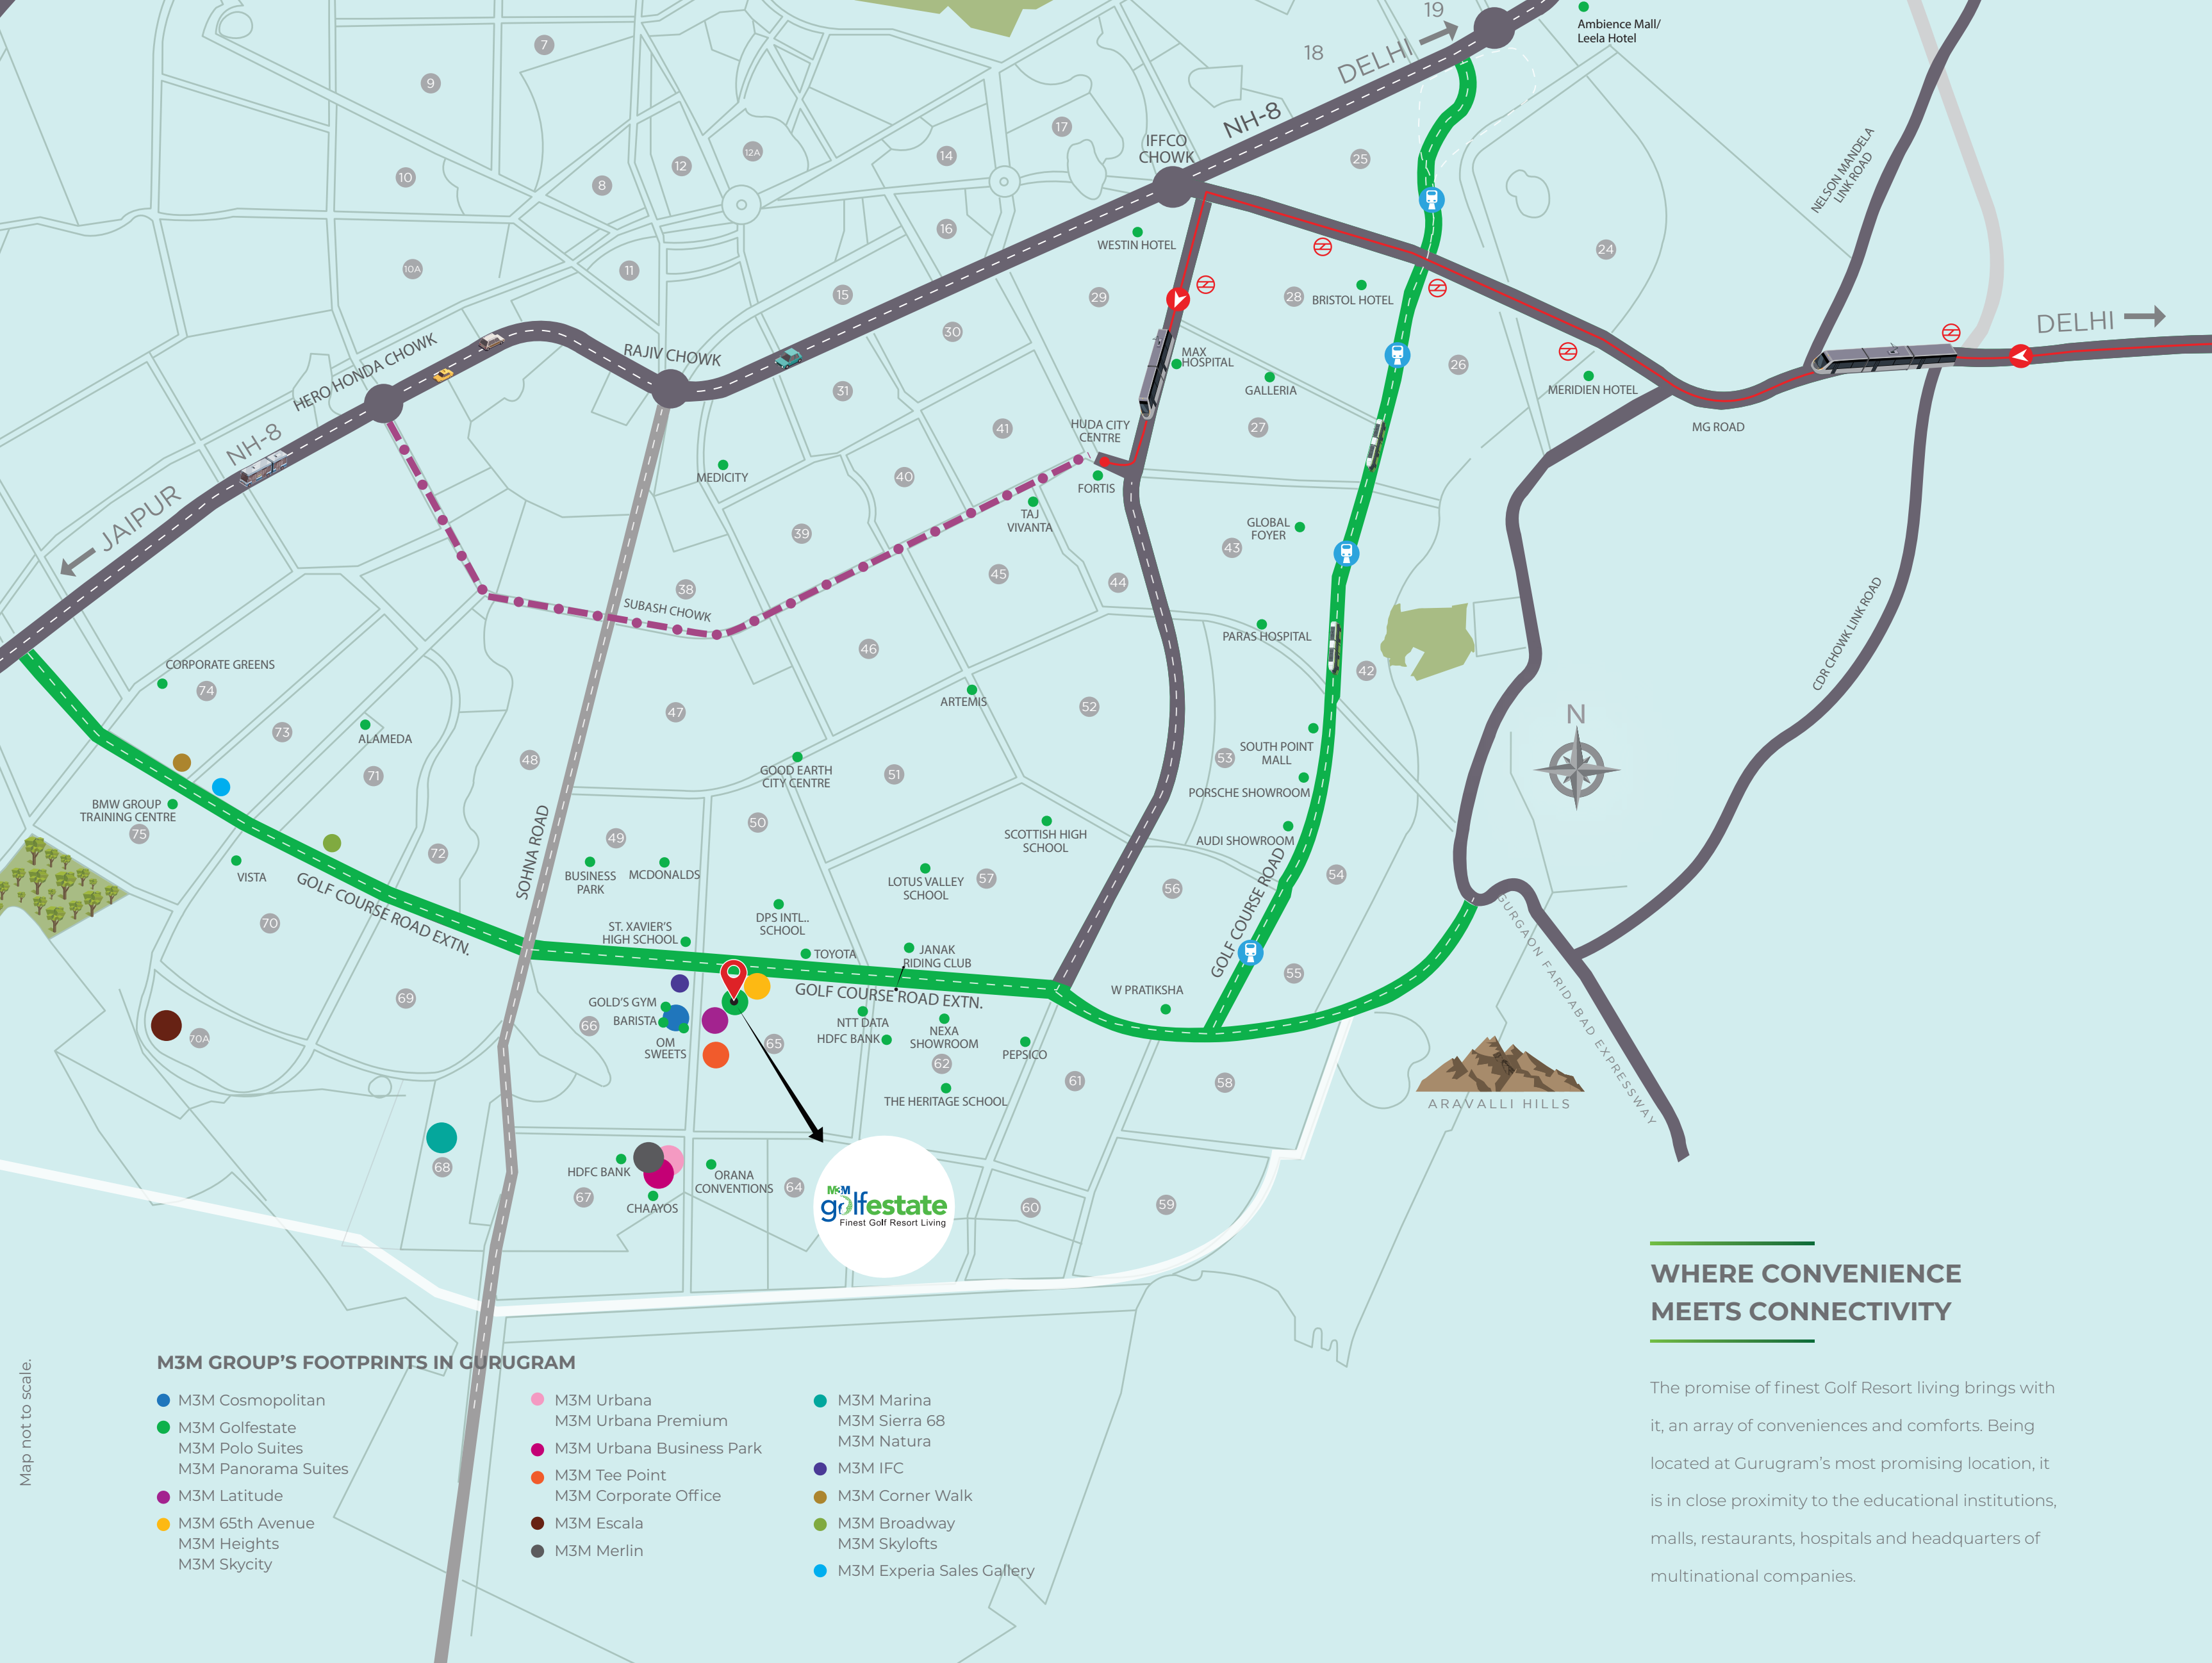 19
18
DELHI
Ambience Mall/
Leela Hotel
7
9
17
NH-8
12A
14
12
IFFCO
CHOWK
25
10
8
NELSON MANDELA
LINK ROAD
16
WESTIN HOTEL
24
10A
11
15
29
28
BRISTOL HOTEL
DELHI
30
HERO HONDA CHOWK
RAJIV CHOWK
MAX
HOSPITAL
26
31
GALLERIA
MERIDIEN HOTEL
HUDA CITY
CENTRE
41
27
MG ROAD
NH-8
MEDICITY
40
FORTIS
JAIPUR
TAJ
VIVANTA
GLOBAL
FOYER
39
43
45
44
38
SUBASH CHOWK
CDR CHOWK LINK ROAD
PARAS HOSPITAL
46
CORPORATE GREENS
74
42
ARTEMIS
52
47
N
73
ALAMEDA
SOUTH POINT
MALL
53
48
71
GOOD EARTH
CITY CENTRE
51
PORSCHE SHOWROOM
BMW GROUP
TRAINING CENTRE
75
50
49
SCOTTISH HIGH
SCHOOL
AUDI SHOWROOM
72
SOHNA ROAD
VISTA
BUSINESS
PARK
MCDONALDS
LOTUS VALLEY
SCHOOL
57
56
54
GOLF COURSE ROAD
GOLF COURSE ROAD EXTN.
70
DPS INTL..
SCHOOL
ST. XAVIER'S
HIGH SCHOOL
TOYOTA
JANAK
RIDING CLUB
GURGAON FARIDABAD EXPRESSWAY
55
69
GOLF COURSE ROAD EXTN.
W PRATIKSHA
GOLD'S GYM
BARISTA
66
OM
SWEETS
65
NTT DATA
HDFC BANK
NEXA
SHOWROOM
62
PEPSICO
70A
61
58
THE HERITAGE SCHOOL
ARAVALLI HILLS
68
HDFC BANK
67
CHAAYOS
ORANA
CONVENTIONS
64
M3M
golfestate
Finest Golf Resort Living
60
59
WHERE CONVENIENCE
MEETS CONNECTIVITY
The promise of finest Golf Resort living brings with
it, an array of conveniences and comforts. Being
located at Gurugram's most promising location, it
is in close proximity to the educational institutions,
malls, restaurants, hospitals and headquarters of
multinational companies.
Map not to scale.
M3M GROUP'S FOOTPRINTS IN GURUGRAM
M3M Cosmopolitan
M3M Golfestate
M3M Polo Suites
M3M Panorama Suites
M3M Latitude
M3M 65th Avenue
M3M Heights
M3M Skycity
M3M Urbana
M3M Urbana Premium
M3M Urbana Business Park
M3M Tee Point
M3M Corporate Office
M3M Escala
M3M Merlin
M3M Marina
M3M Sierra 68
M3M Natura
M3M IFC
M3M Corner Walk
M3M Broadway
M3M Skylofts
M3M Experia Sales Gallery